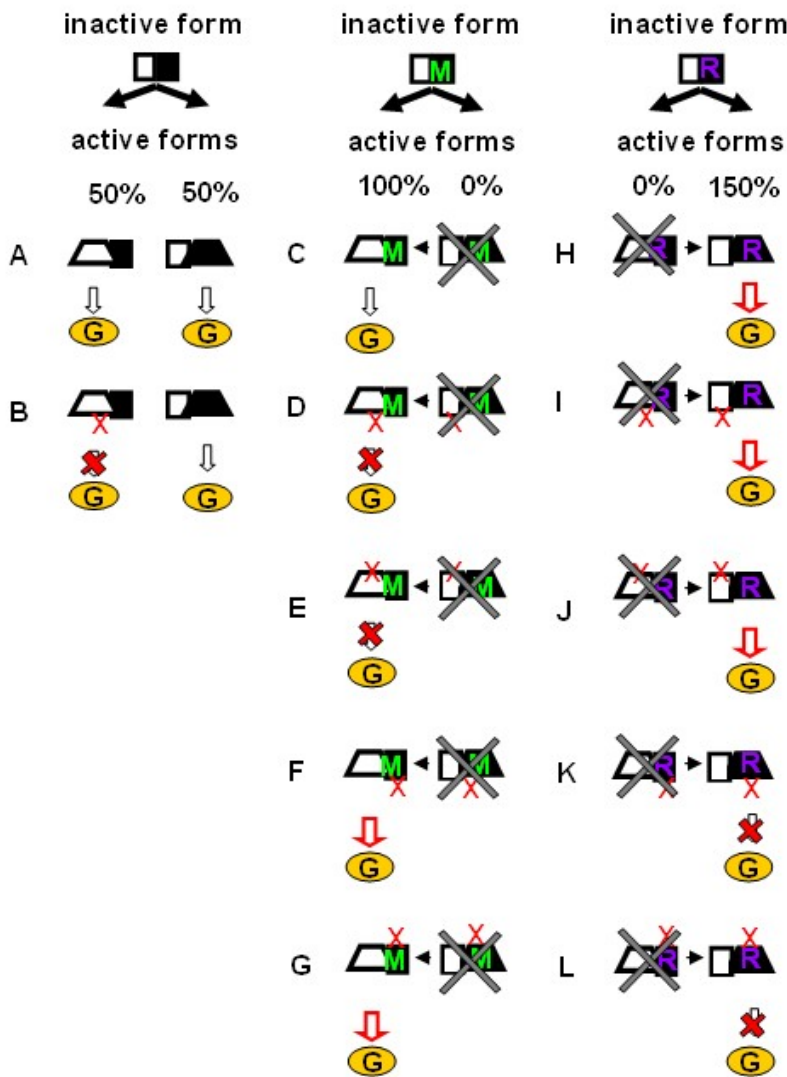 inactive form inactive form inactive form
M R
active forms active forms active forms
50% 50% 100% 0% 0% 150%
A C M M H R R
G G G G
B D M M I R R
G G G G
E M M J R R
G G
F M M K R R
G G
G M M L R R
G G